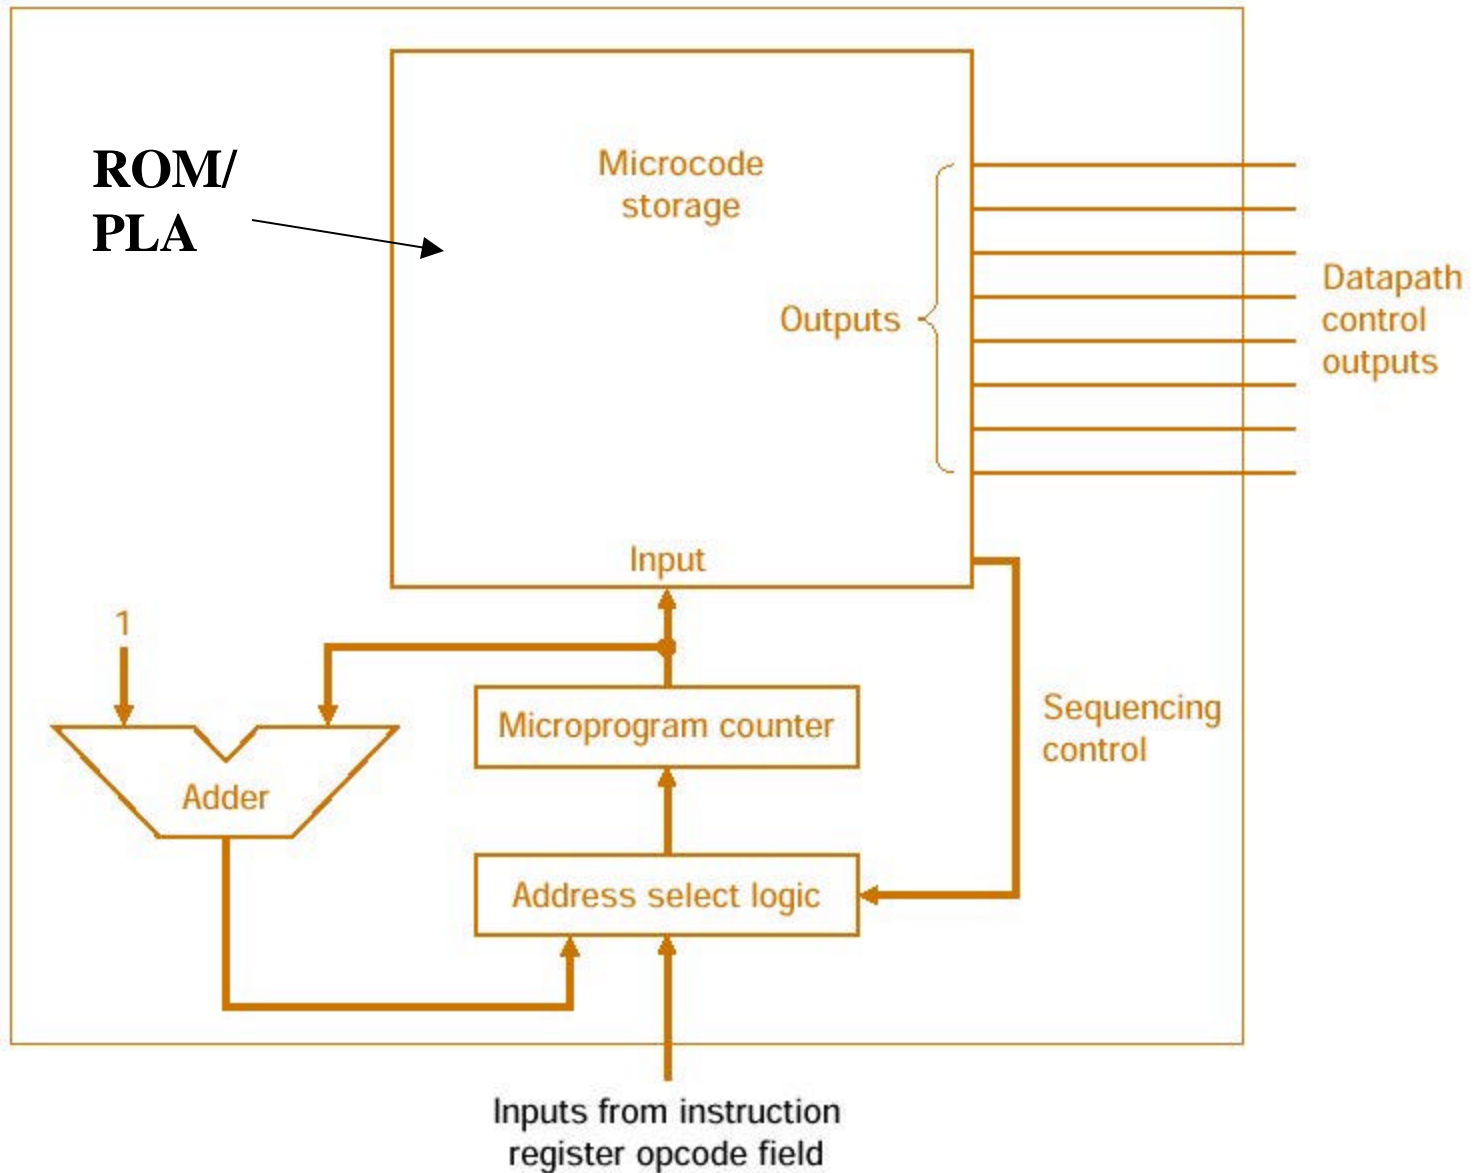 ROM/
PLA
Microcode
storage
Outputs
Datapath
control
outputs
Input
1
Microprogram counter
Sequencing
control
Adder
Address select logic
Inputs from instruction
register opcode field